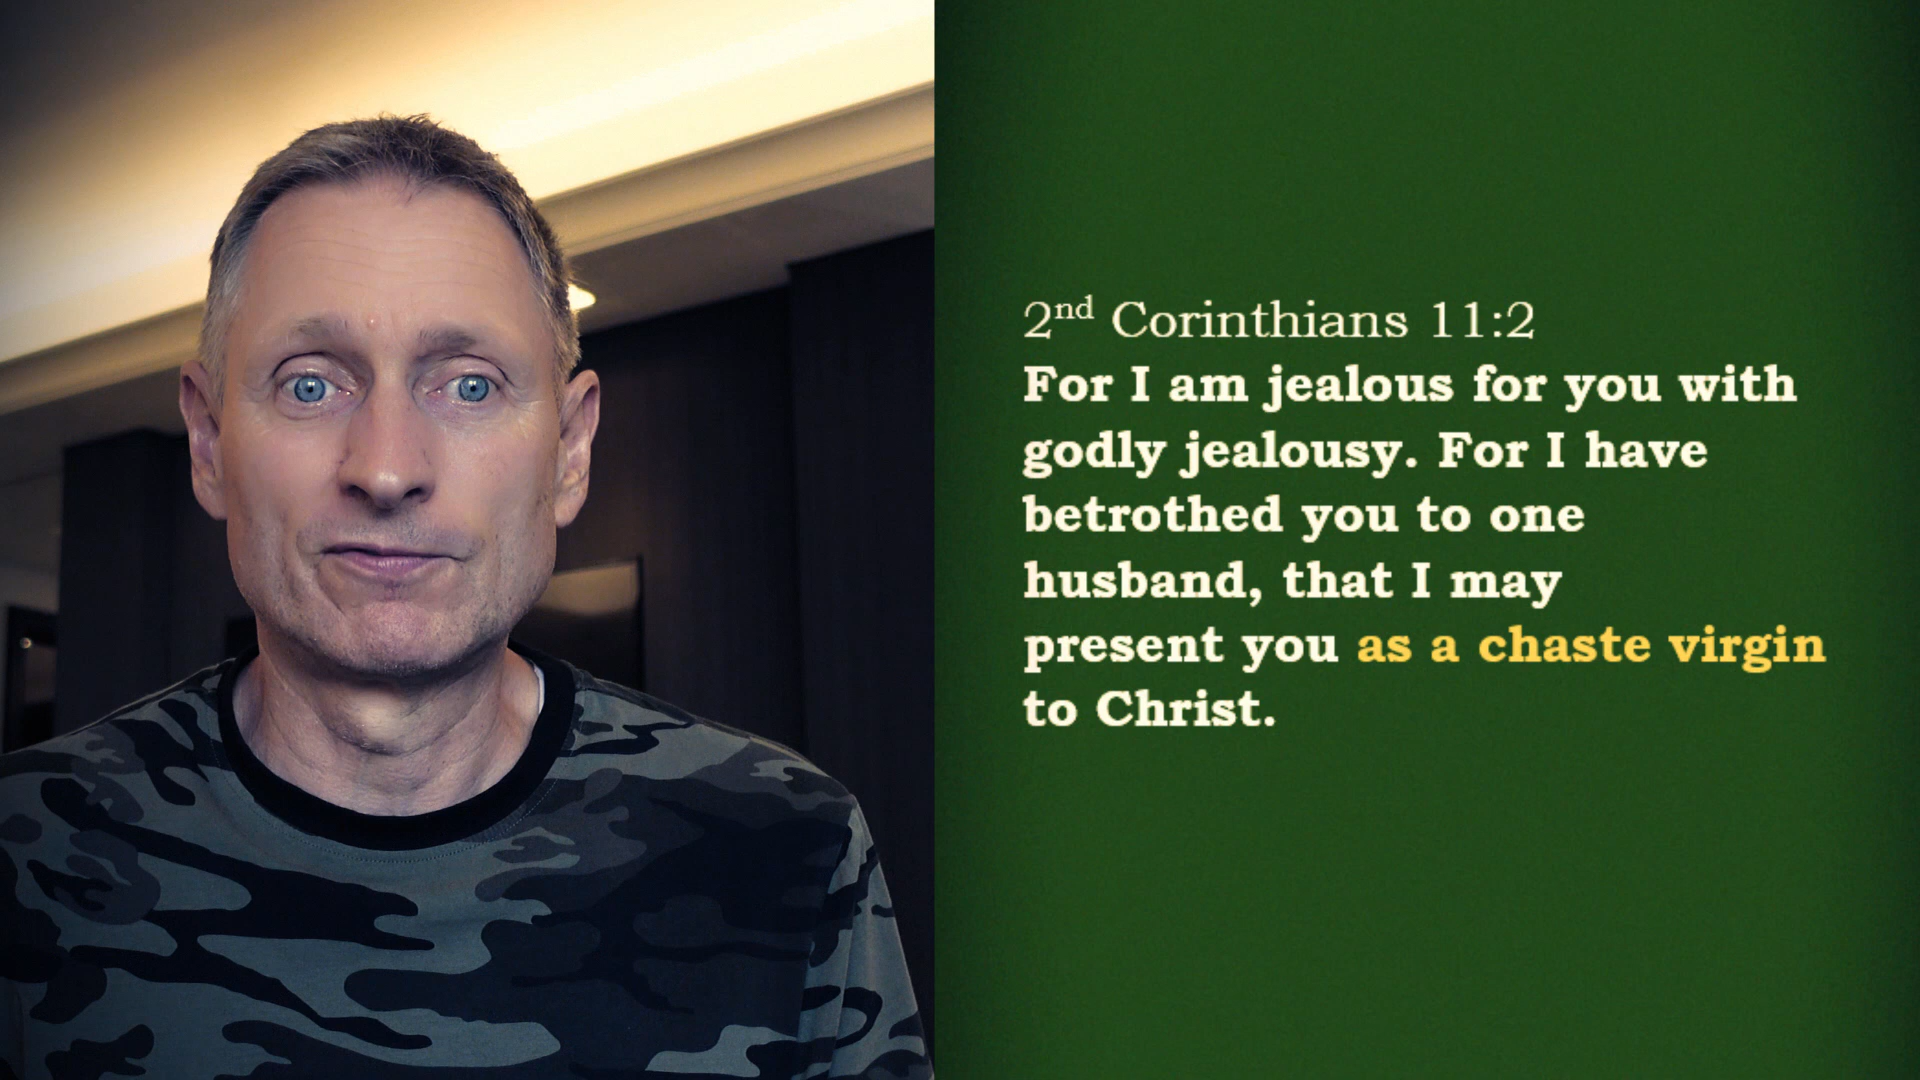 2nd Corinthians 11:2
For I am jealous for you with
godly jealousy. For I have
betrothed you to one
husband, that I may
present you as a chaste virgin
to Christ.